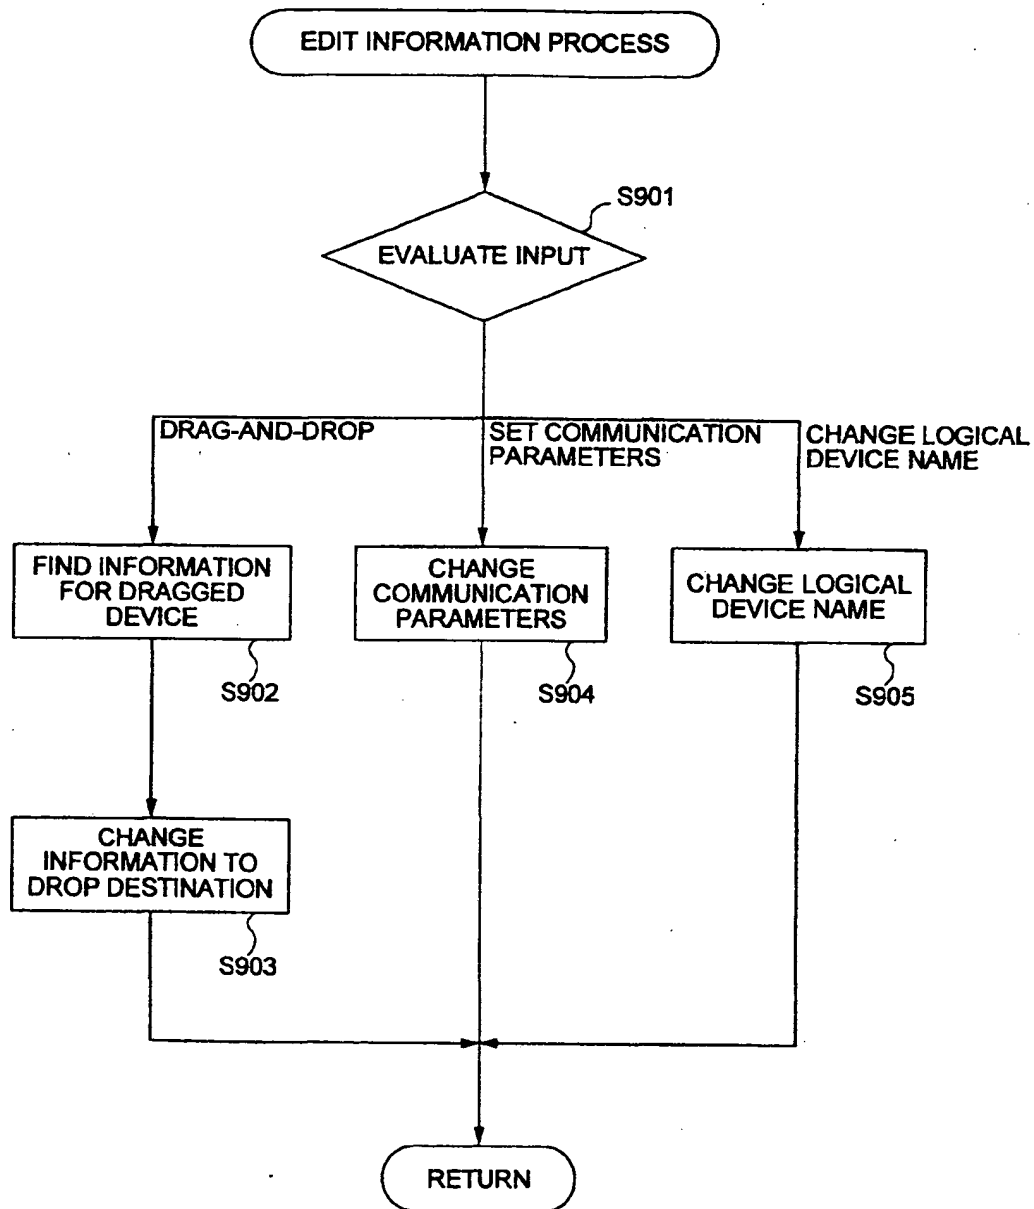 EDIT INFORMATION PROCESS
S901
EVALUATE INPUT
DRAG-AND-DROP
SET COMMUNICATION
PARAMETERS
CHANGE LOGICAL
DEVICE NAME
FIND INFORMATION
FOR DRAGGED
DEVICE
S902
CHANGE
COMMUNICATION
PARAMETERS
S904
CHANGE LOGICAL
DEVICE NAME
S905
CHANGE
INFORMATION TO
DROP DESTINATION
S903
RETURN